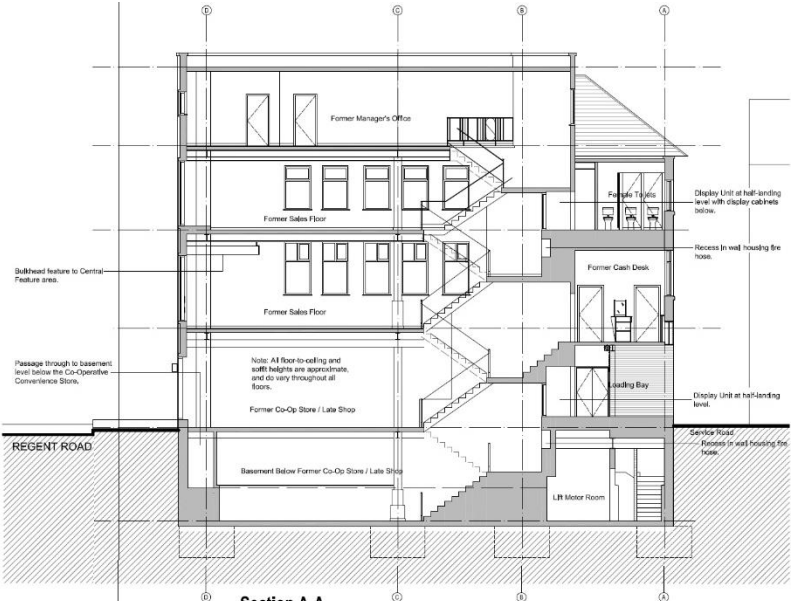 D
C
B
A
Former Manager's Office
Female Toilets
Display Unit at half-landing
level with display cabinets
below.
Former Sales Floor
Recess in wall housing fire
hose.
Bulkhead feature to Central
Feature area.
Former Cash Desk
Former Sales Floor
Passage through to basement
level below the Co-Operative
Convenience Store.
Note: All floor-to-ceiling and
soffit heights are approximate,
and do vary throughout all
floors.
Loading Bay
Display Unit at half-landing
level.
Former Co-Op Store / Late Shop
Service Road
REGENT ROAD
Recess in wall housing fire
hose.
Basement Below Former Co-Op Store / Late Shop
Lift Motor Room
D
C
B
A
Section A-A